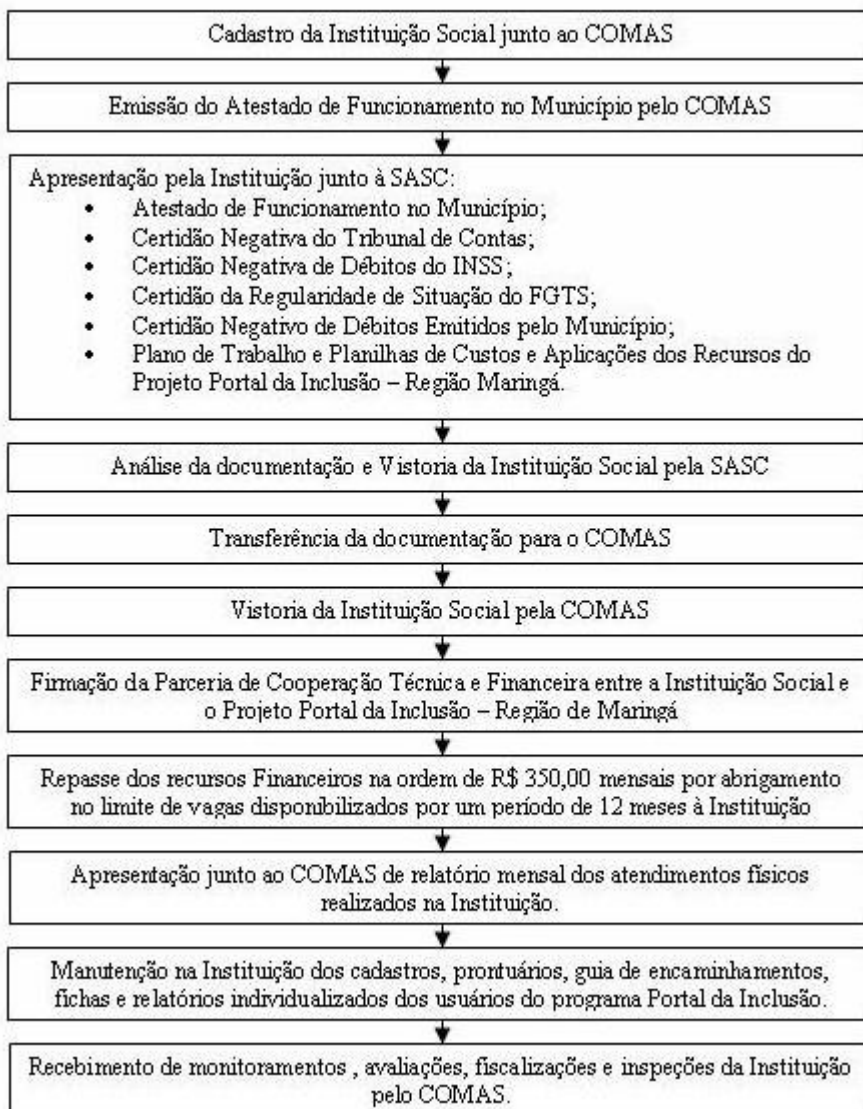 Cadastro da Instituição Social junto ao COMAS
Emissão do Atestado de Funcionamento no Município pelo COMAS
Apresentação pela Instituição junto à SASC:
• Atestado de Funcionamento no Município;
• Certidão Negativa do Tribunal de Contas;
• Certidão Negativa de Débitos do INSS;
• Certidão da Regularidade de Situação do FGTS;
• Certidão Negativo de Débitos Emitidos pelo Município;
• Plano de Trabalho e Planilhas de Custos e Aplicações dos Recursos do
Projeto Portal da Inclusão – Região Maringá.
Análise da documentação e Vistoria da Instituição Social pela SASC
Transferência da documentação para o COMAS
Vistoria da Instituição Social pela COMAS
Firmação da Parceria de Cooperação Técnica e Financeira entre a Instituição Social e
o Projeto Portal da Inclusão – Região de Maringá
Repasse dos recursos Financeiros na ordem de R$ 350,00 mensais por abrigamento
no limite de vagas disponibilizados por um período de 12 meses à Instituição
Apresentação junto ao COMAS de relatório mensal dos atendimentos físicos
realizados na Instituição.
Manutenção na Instituição dos cadastros, prontuários, guia de encaminhamentos,
fichas e relatórios individualizados dos usuários do programa Portal da Inclusão.
Recebimento de monitoramentos , avaliações, fiscalizações e inspeções da Instituição
pelo COMAS.